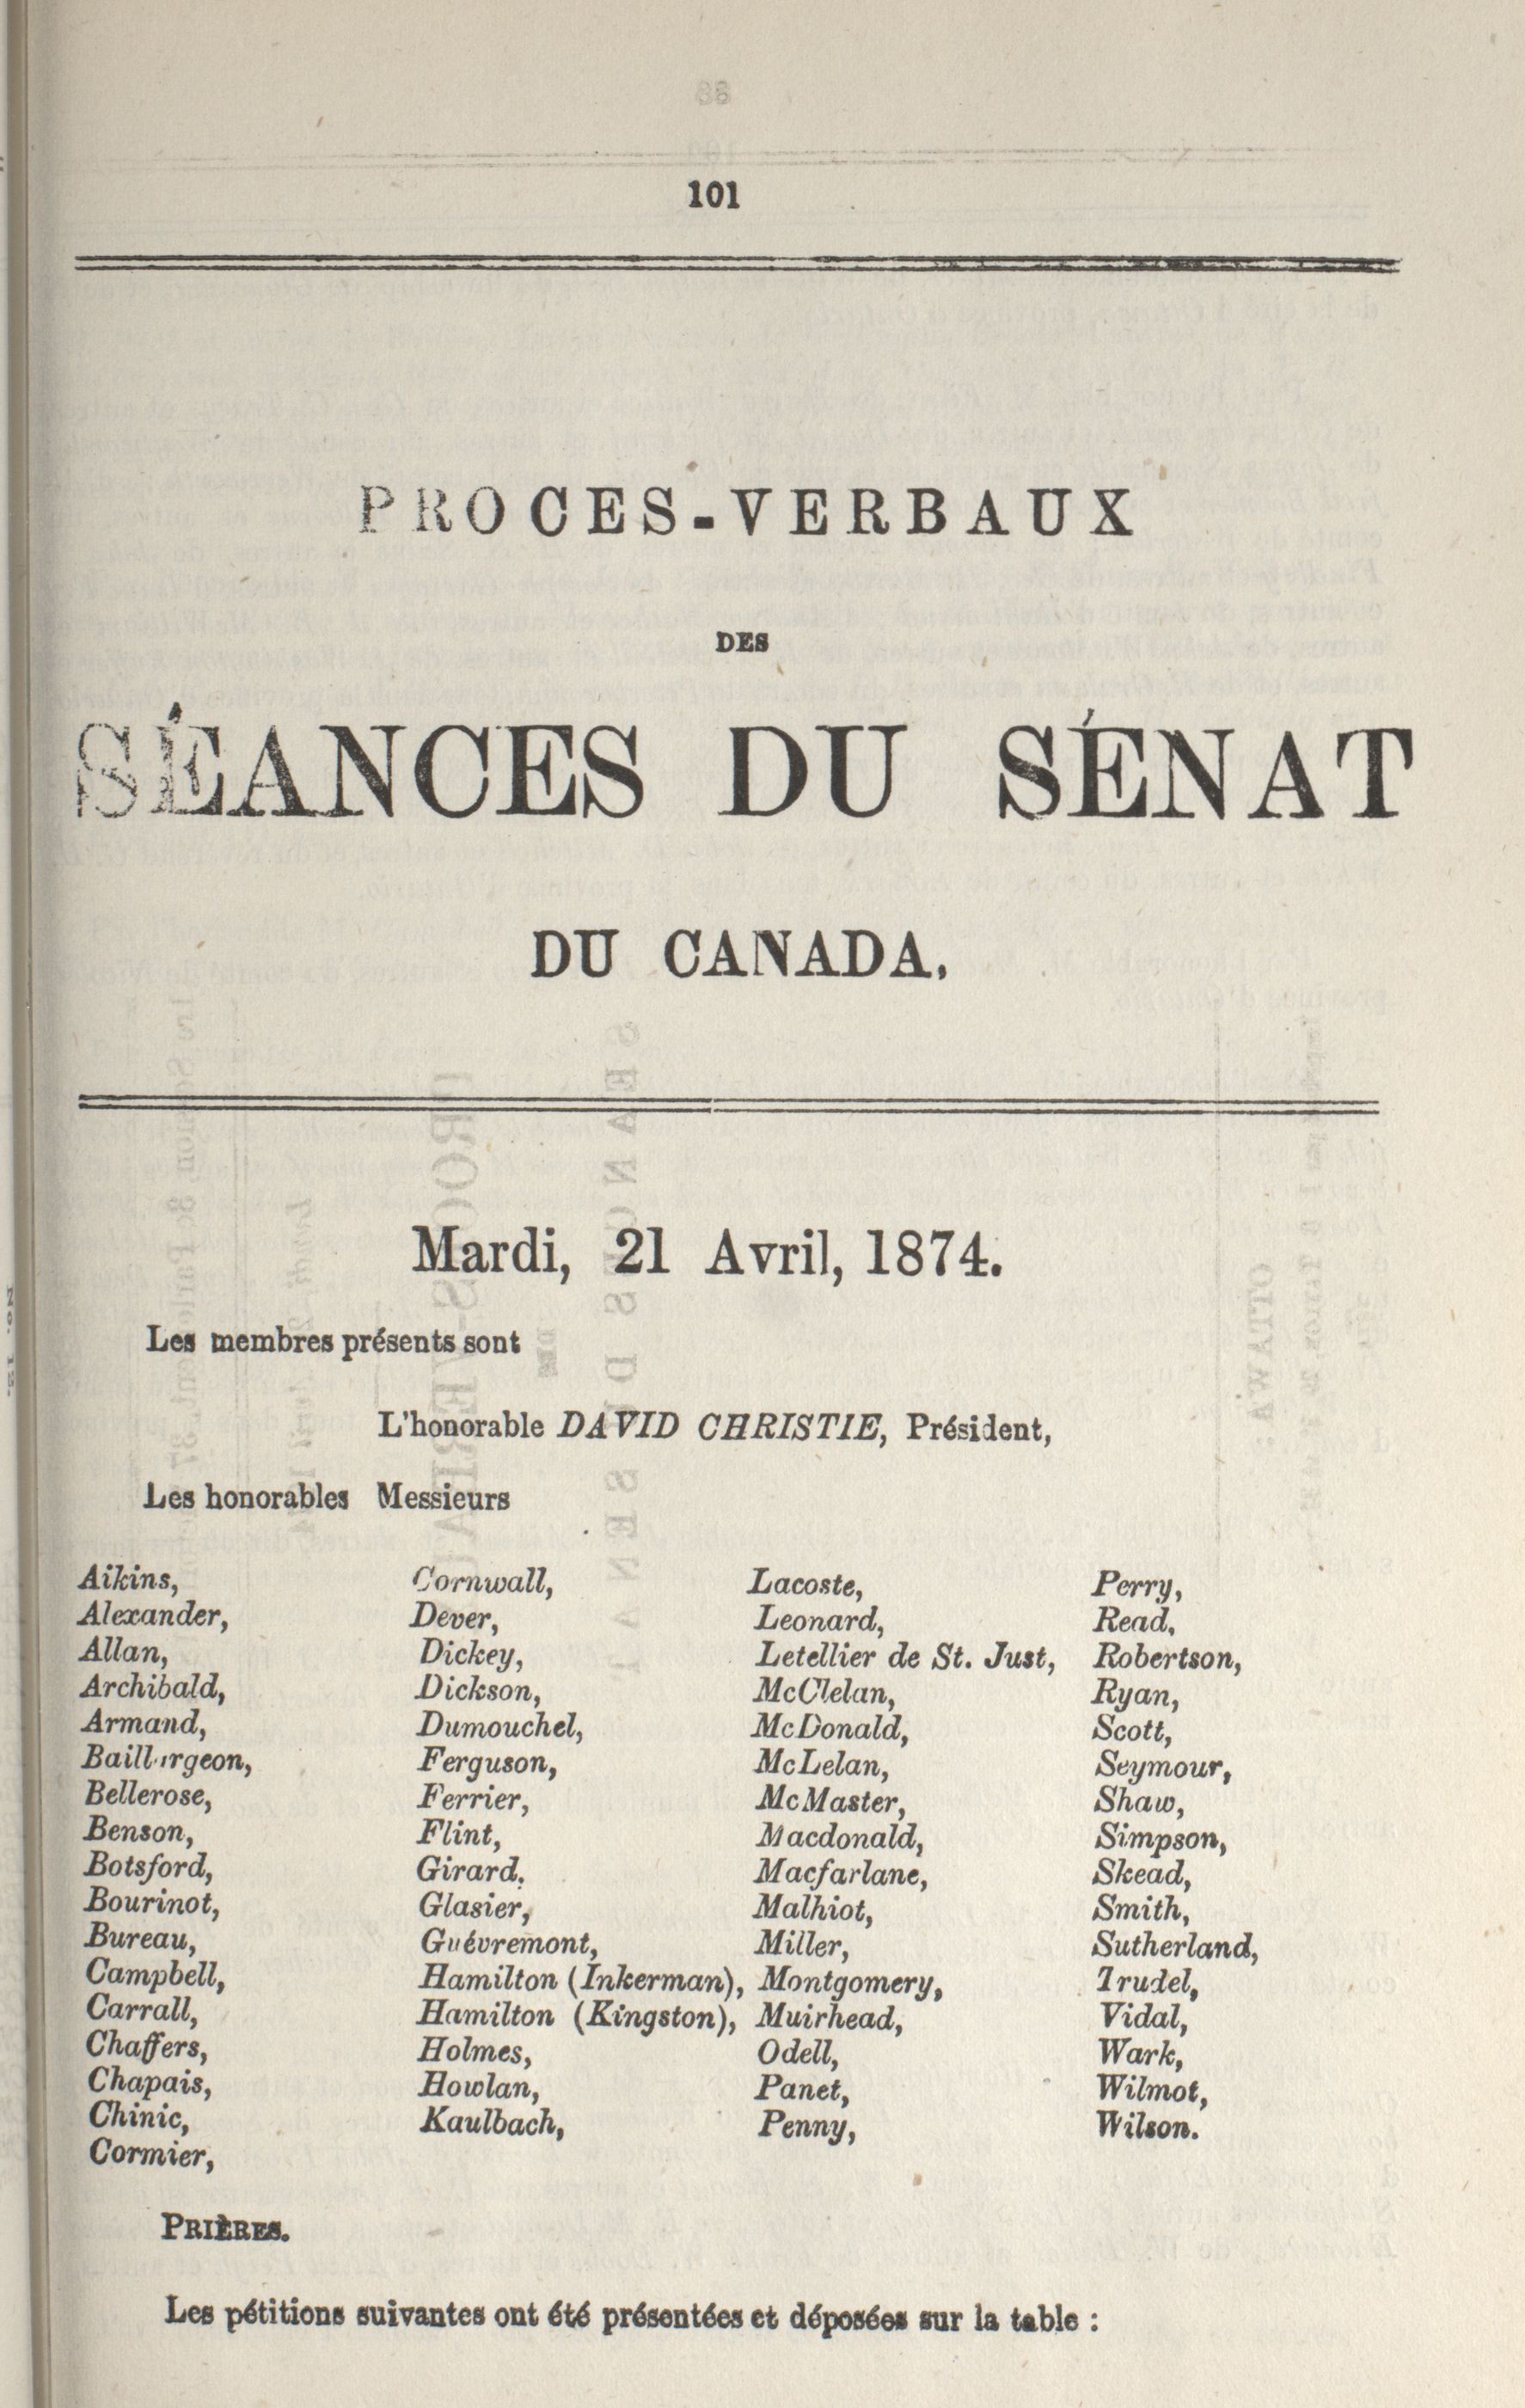 101
PROCES-VERBAUX
DES
SÉANCES DU SÉNAT
DU CANADA.
Mardi, 21 Avril, 1874.
Les membres présents sont
L'honorable DAVID CHRISTIE, Président,
Les honorables Messieurs
Aikins,
Alexander,
Allan,
Archibald,
Armand,
Baillargeon,
Bellerose,
Benson,
Botsford,
Bourinot,
Bureau,
Campbell,
Carrall,
Chaffers,
Chapais,
Chinic,
Cormier,
Cornwall,
Dever,
Dickey,
Dickson,
Dumouchel,
Ferguson,
Ferrier,
Flint,
Girard,
Glasier,
Guévremont,
Hamilton (Inkerman),
Hamilton (Kingston),
Holmes,
Howlan,
Kaulbach,
Lacoste,
Leonard,
Letellier de St. Just,
McClelan,
McDonald,
McLelan,
McMaster,
Macdonald,
Macfarlane,
Malhiot,
Miller,
Montgomery,
Muirhead,
Odell,
Panet,
Penny,
Perry,
Read,
Robertson,
Ryan,
Scott,
Seymour,
Shaw,
Simpson,
Skead,
Smith,
Sutherland,
Trudel,
Vidal,
Wark,
Wilmot,
Wilson.
PRIÈRES.
Les pétitions suivantes ont été présentées et déposées sur la table :